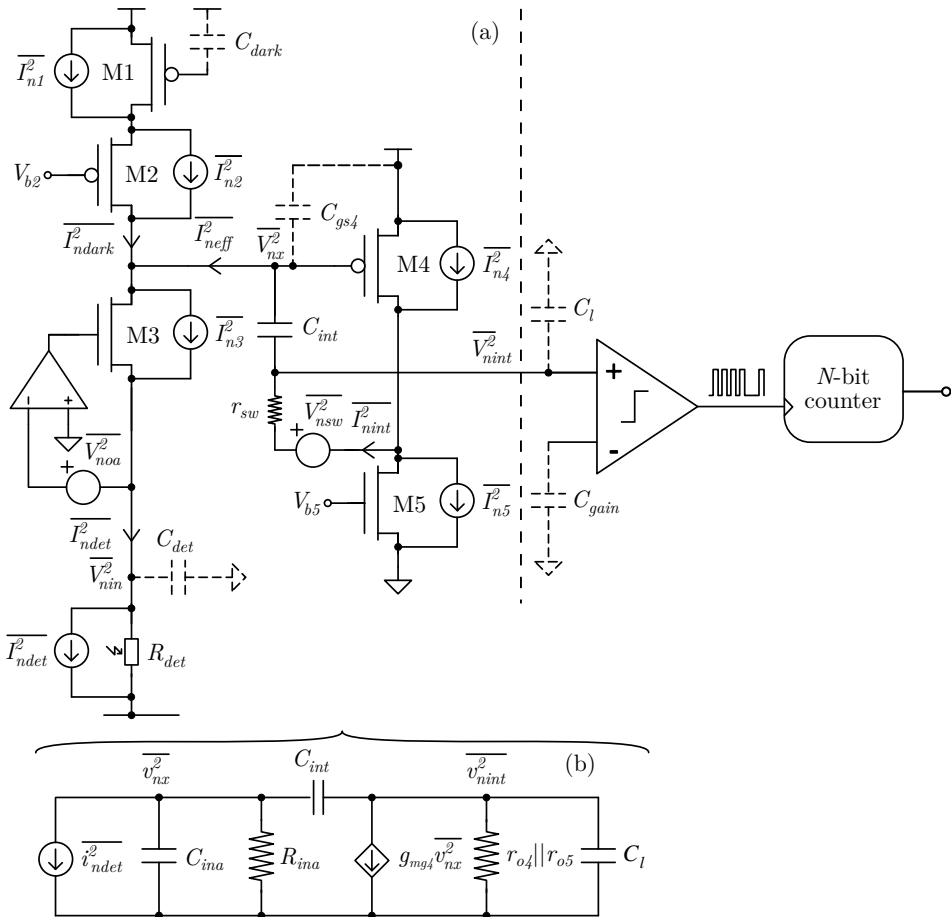 (a)
C_dark
I²_n1
M1
V_b2
M2
I²_n2
I²_ndark
I²_neff
V²_nx
C_gs4
M4
I²_n4
M3
I²_n3
C_int
C_l
V²_nint
+
N-bit
counter
r_sw
+
V²_nsw
I²_nint
-
C_gain
V²_noa
+
V_b5
M5
I²_n5
I²_ndet
C_det
V²_nin
I²_ndet
R_det
(b)
v²_nx
C_int
v²_nint
i²_ndet
C_ina
R_ina
g_mg4 v²_nx
r_o4||r_o5
C_l